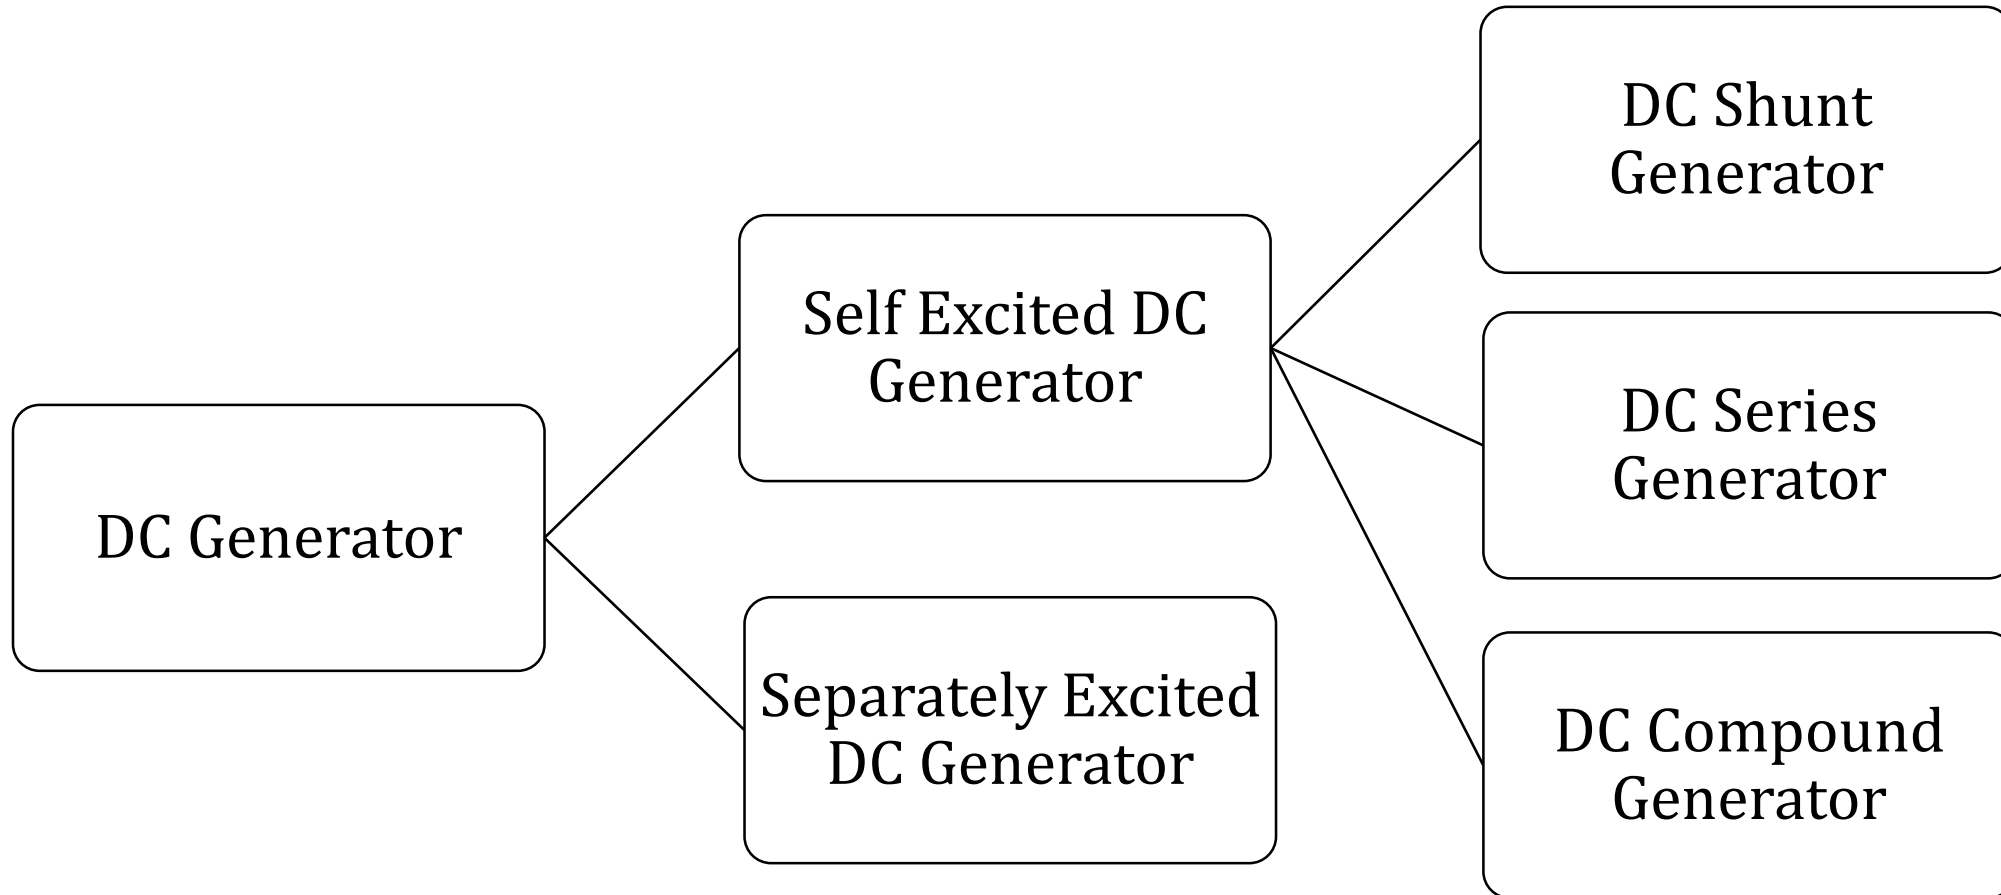 DC Generator
Self Excited DC
Generator
Separately Excited
DC Generator
DC Shunt
Generator
DC Series
Generator
DC Compound
Generator